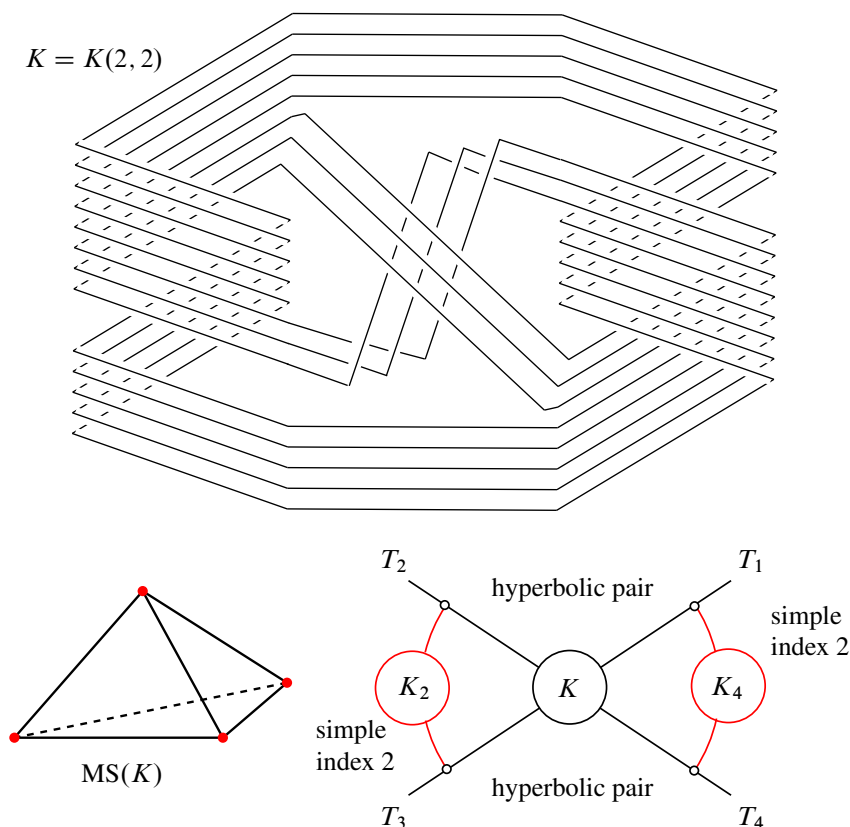 K = K(2, 2)
T₂
T₁
hyperbolic pair
simple
index 2
K₂
K
K₄
simple
index 2
MS(K)
hyperbolic pair
T₃
T₄